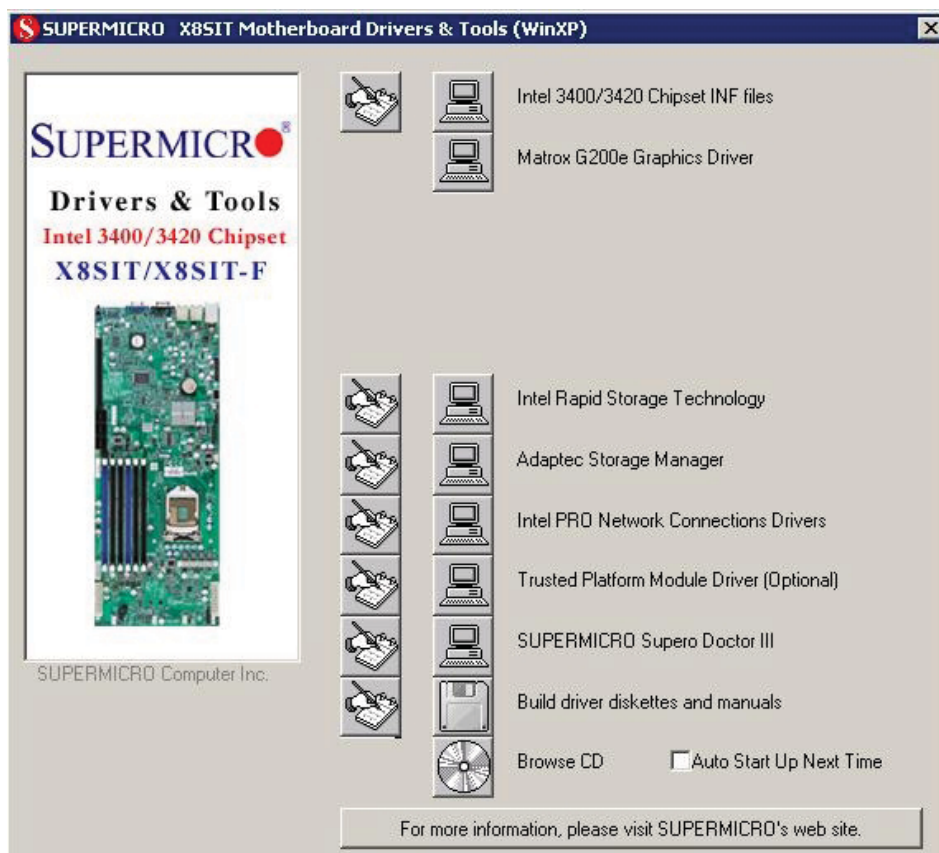 SUPERMICRO X8SIT Motherboard Drivers & Tools (WinXP)
SUPERMICRO®
Drivers & Tools
Intel 3400/3420 Chipset
X8SIT/X8SIT-F
SUPERMICRO Computer Inc.
Intel 3400/3420 Chipset INF files
Matrox G200e Graphics Driver
Intel Rapid Storage Technology
Adaptec Storage Manager
Intel PRO Network Connections Drivers
Trusted Platform Module Driver (Optional)
SUPERMICRO Supero Doctor III
Build driver diskettes and manuals
Browse CD
Auto Start Up Next Time
For more information, please visit SUPERMICRO's web site.